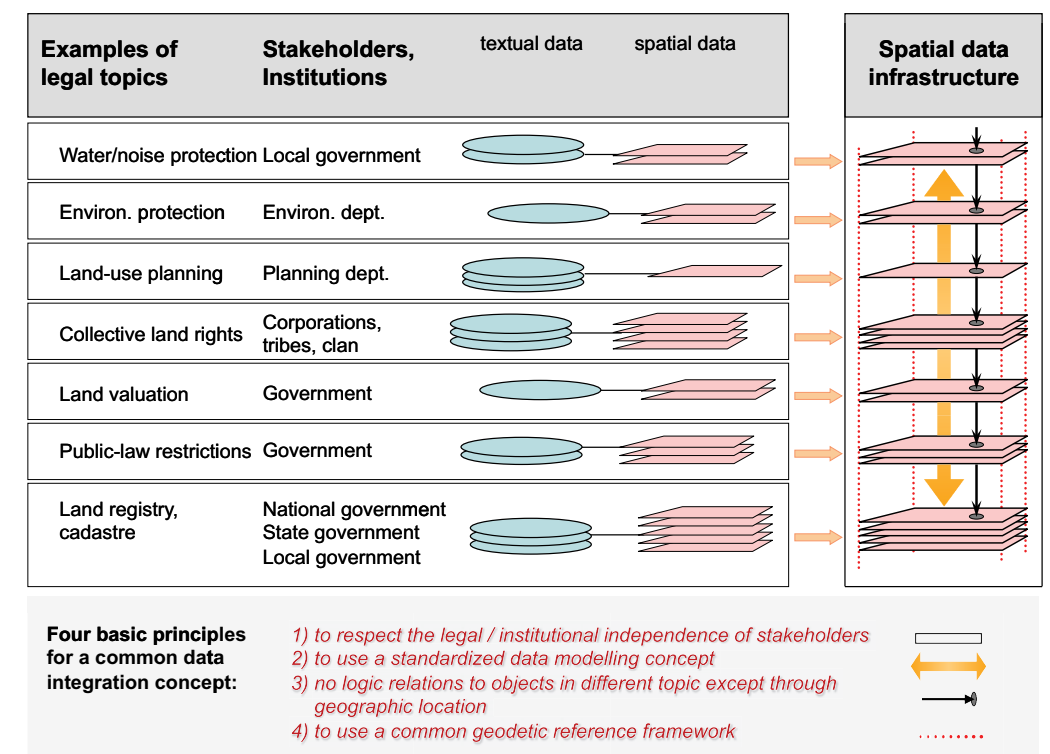 Examples of
legal topics
Stakeholders,
Institutions
textual data
spatial data
Spatial data
infrastructure
Water/noise protection
Local government
Environ. protection
Environ. dept.
Land-use planning
Planning dept.
Collective land rights
Corporations,
tribes, clan
Land valuation
Government
Public-law restrictions
Government
Land registry,
cadastre
National government
State government
Local government
Four basic principles
for a common data
integration concept:
1) to respect the legal / institutional independence of stakeholders
2) to use a standardized data modelling concept
3) no logic relations to objects in different topic except through
geographic location
4) to use a common geodetic reference framework